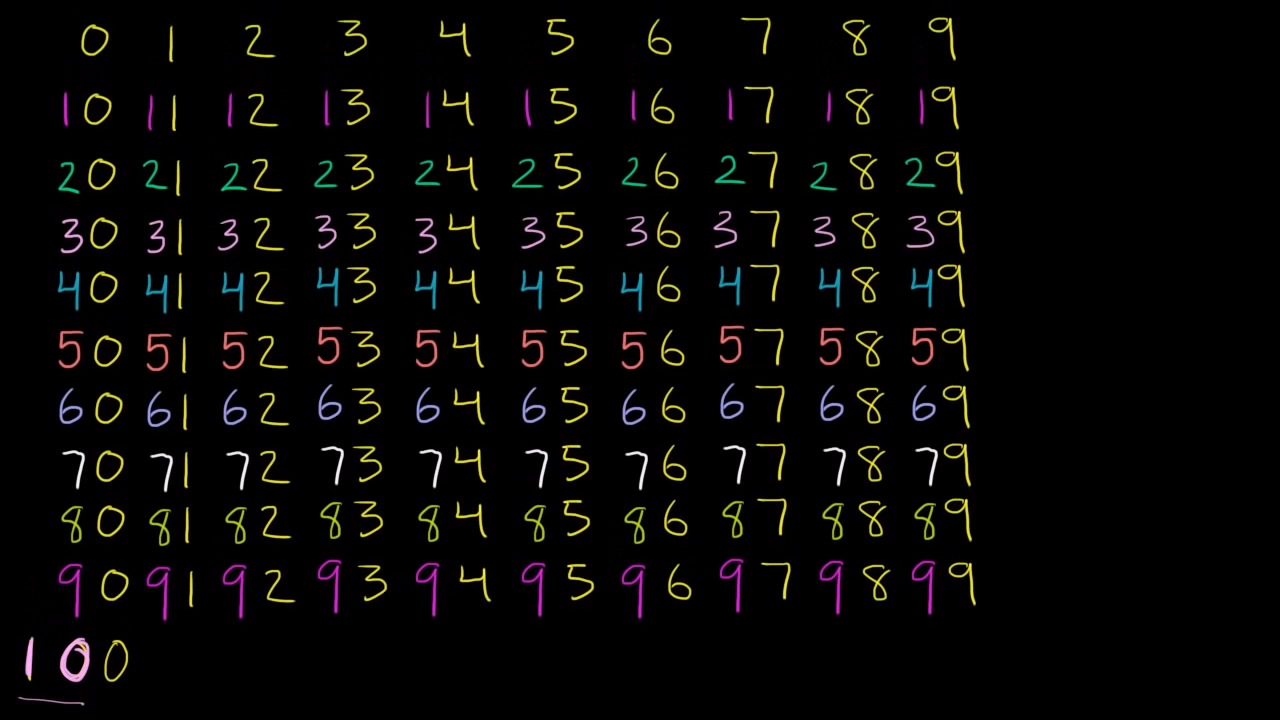 0 1 2 3 4 5 6 7 8 9
10 11 12 13 14 15 16 17 18 19
20 21 22 23 24 25 26 27 28 29
30 31 32 33 34 35 36 37 38 39
40 41 42 43 44 45 46 47 48 49
50 51 52 53 54 55 56 57 58 59
60 61 62 63 64 65 66 67 68 69
70 71 72 73 74 75 76 77 78 79
80 81 82 83 84 85 86 87 88 89
90 91 92 93 94 95 96 97 98 99
100